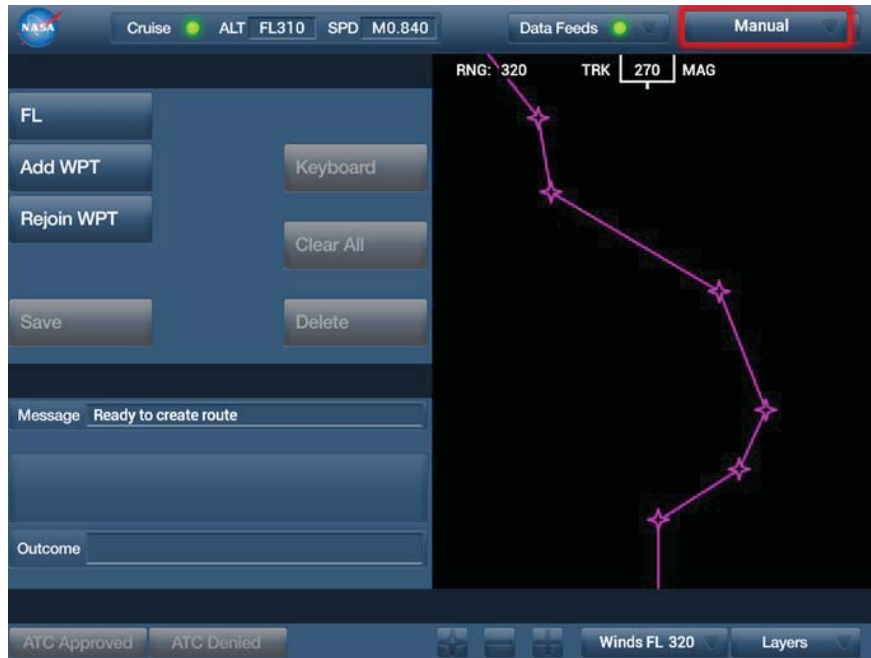 NASA Cruise ALT FL310 SPD M0.840 Data Feeds Manual
RNG: 320 TRK 270 MAG
FL
Add WPT Keyboard
Rejoin WPT
Clear All
Save Delete
Message Ready to create route
Outcome
ATC Approved ATC Denied Winds FL 320 Layers